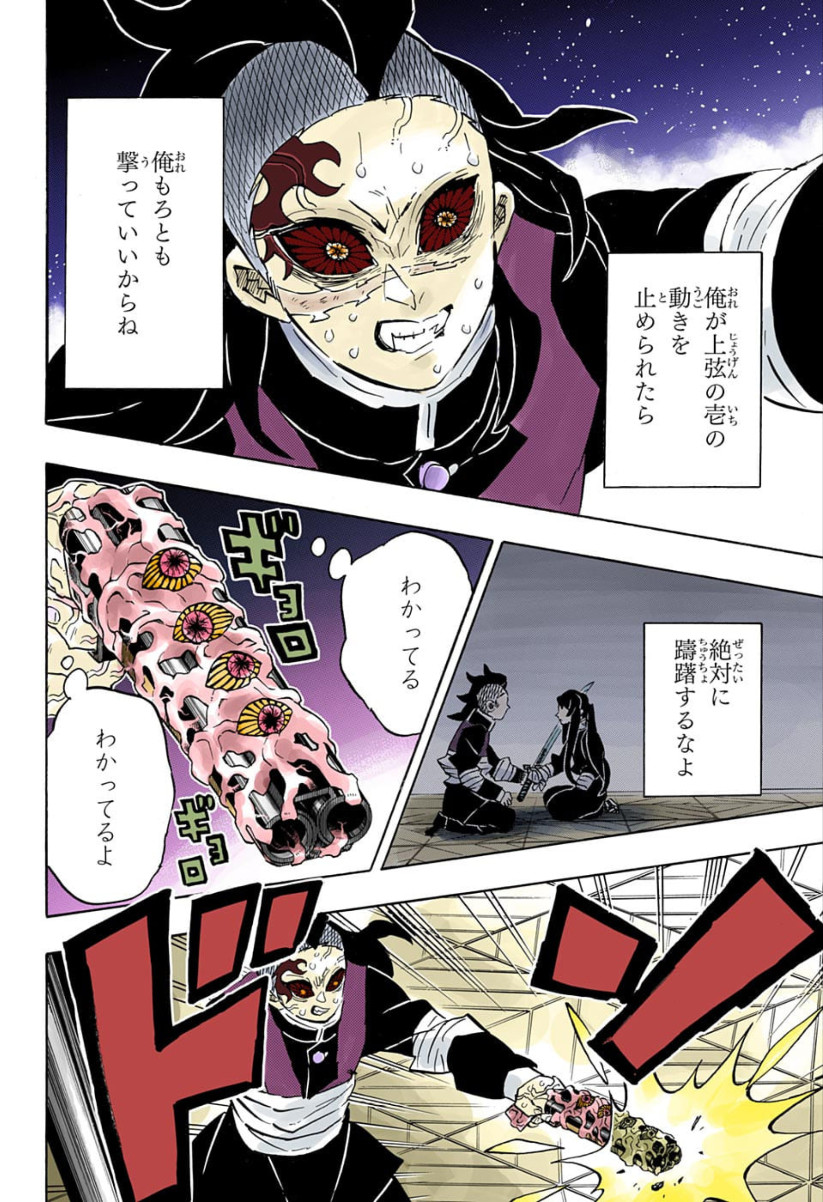 俺が上弦の壱の
動きを
止められたら
俺もろとも
撃っていいからね
絶対に
躊躇するなよ
わかってる
わかってるよ
ギョロ
ギョロ
ドンッ